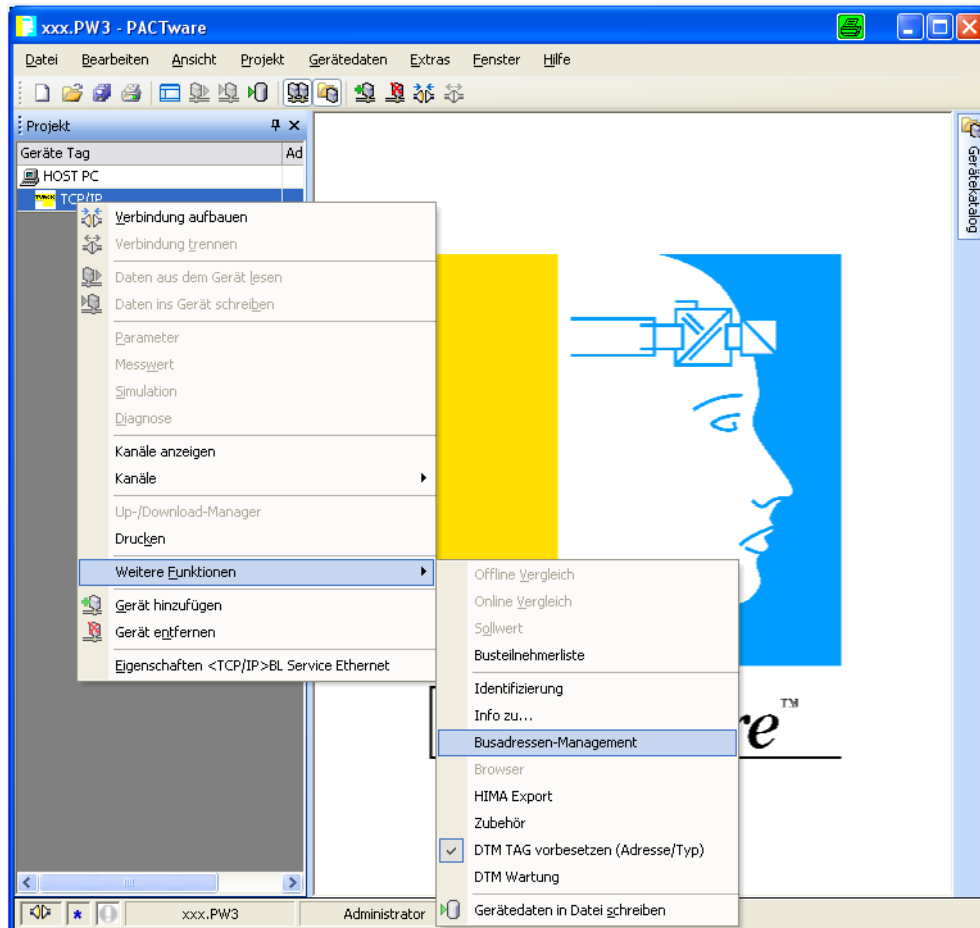 xxx.PW3 - PACTware
Datei Bearbeiten Ansicht Projekt Gerätedaten Extras Fenster Hilfe
Projekt
Geräte Tag Ad
HOST PC
TURCK TCP/IP
Verbindung aufbauen
Verbindung trennen
Daten aus dem Gerät lesen
Daten ins Gerät schreiben
Parameter
Messwert
Simulation
Diagnose
Kanäle anzeigen
Kanäle
Up-/Download-Manager
Drucken
Weitere Funktionen
Gerät hinzufügen
Gerät entfernen
Eigenschaften <TCP/IP>BL Service Ethernet
Offline Vergleich
Online Vergleich
Sollwert
Busteilnehmerliste
Identifizierung
Info zu...
Busadressen-Management
Browser
HIMA Export
Zubehör
DTM TAG vorbesetzen (Adresse/Typ)
DTM Wartung
Gerätedaten in Datei schreiben
Gerätekatalog
re™
xxx.PW3 Administrator